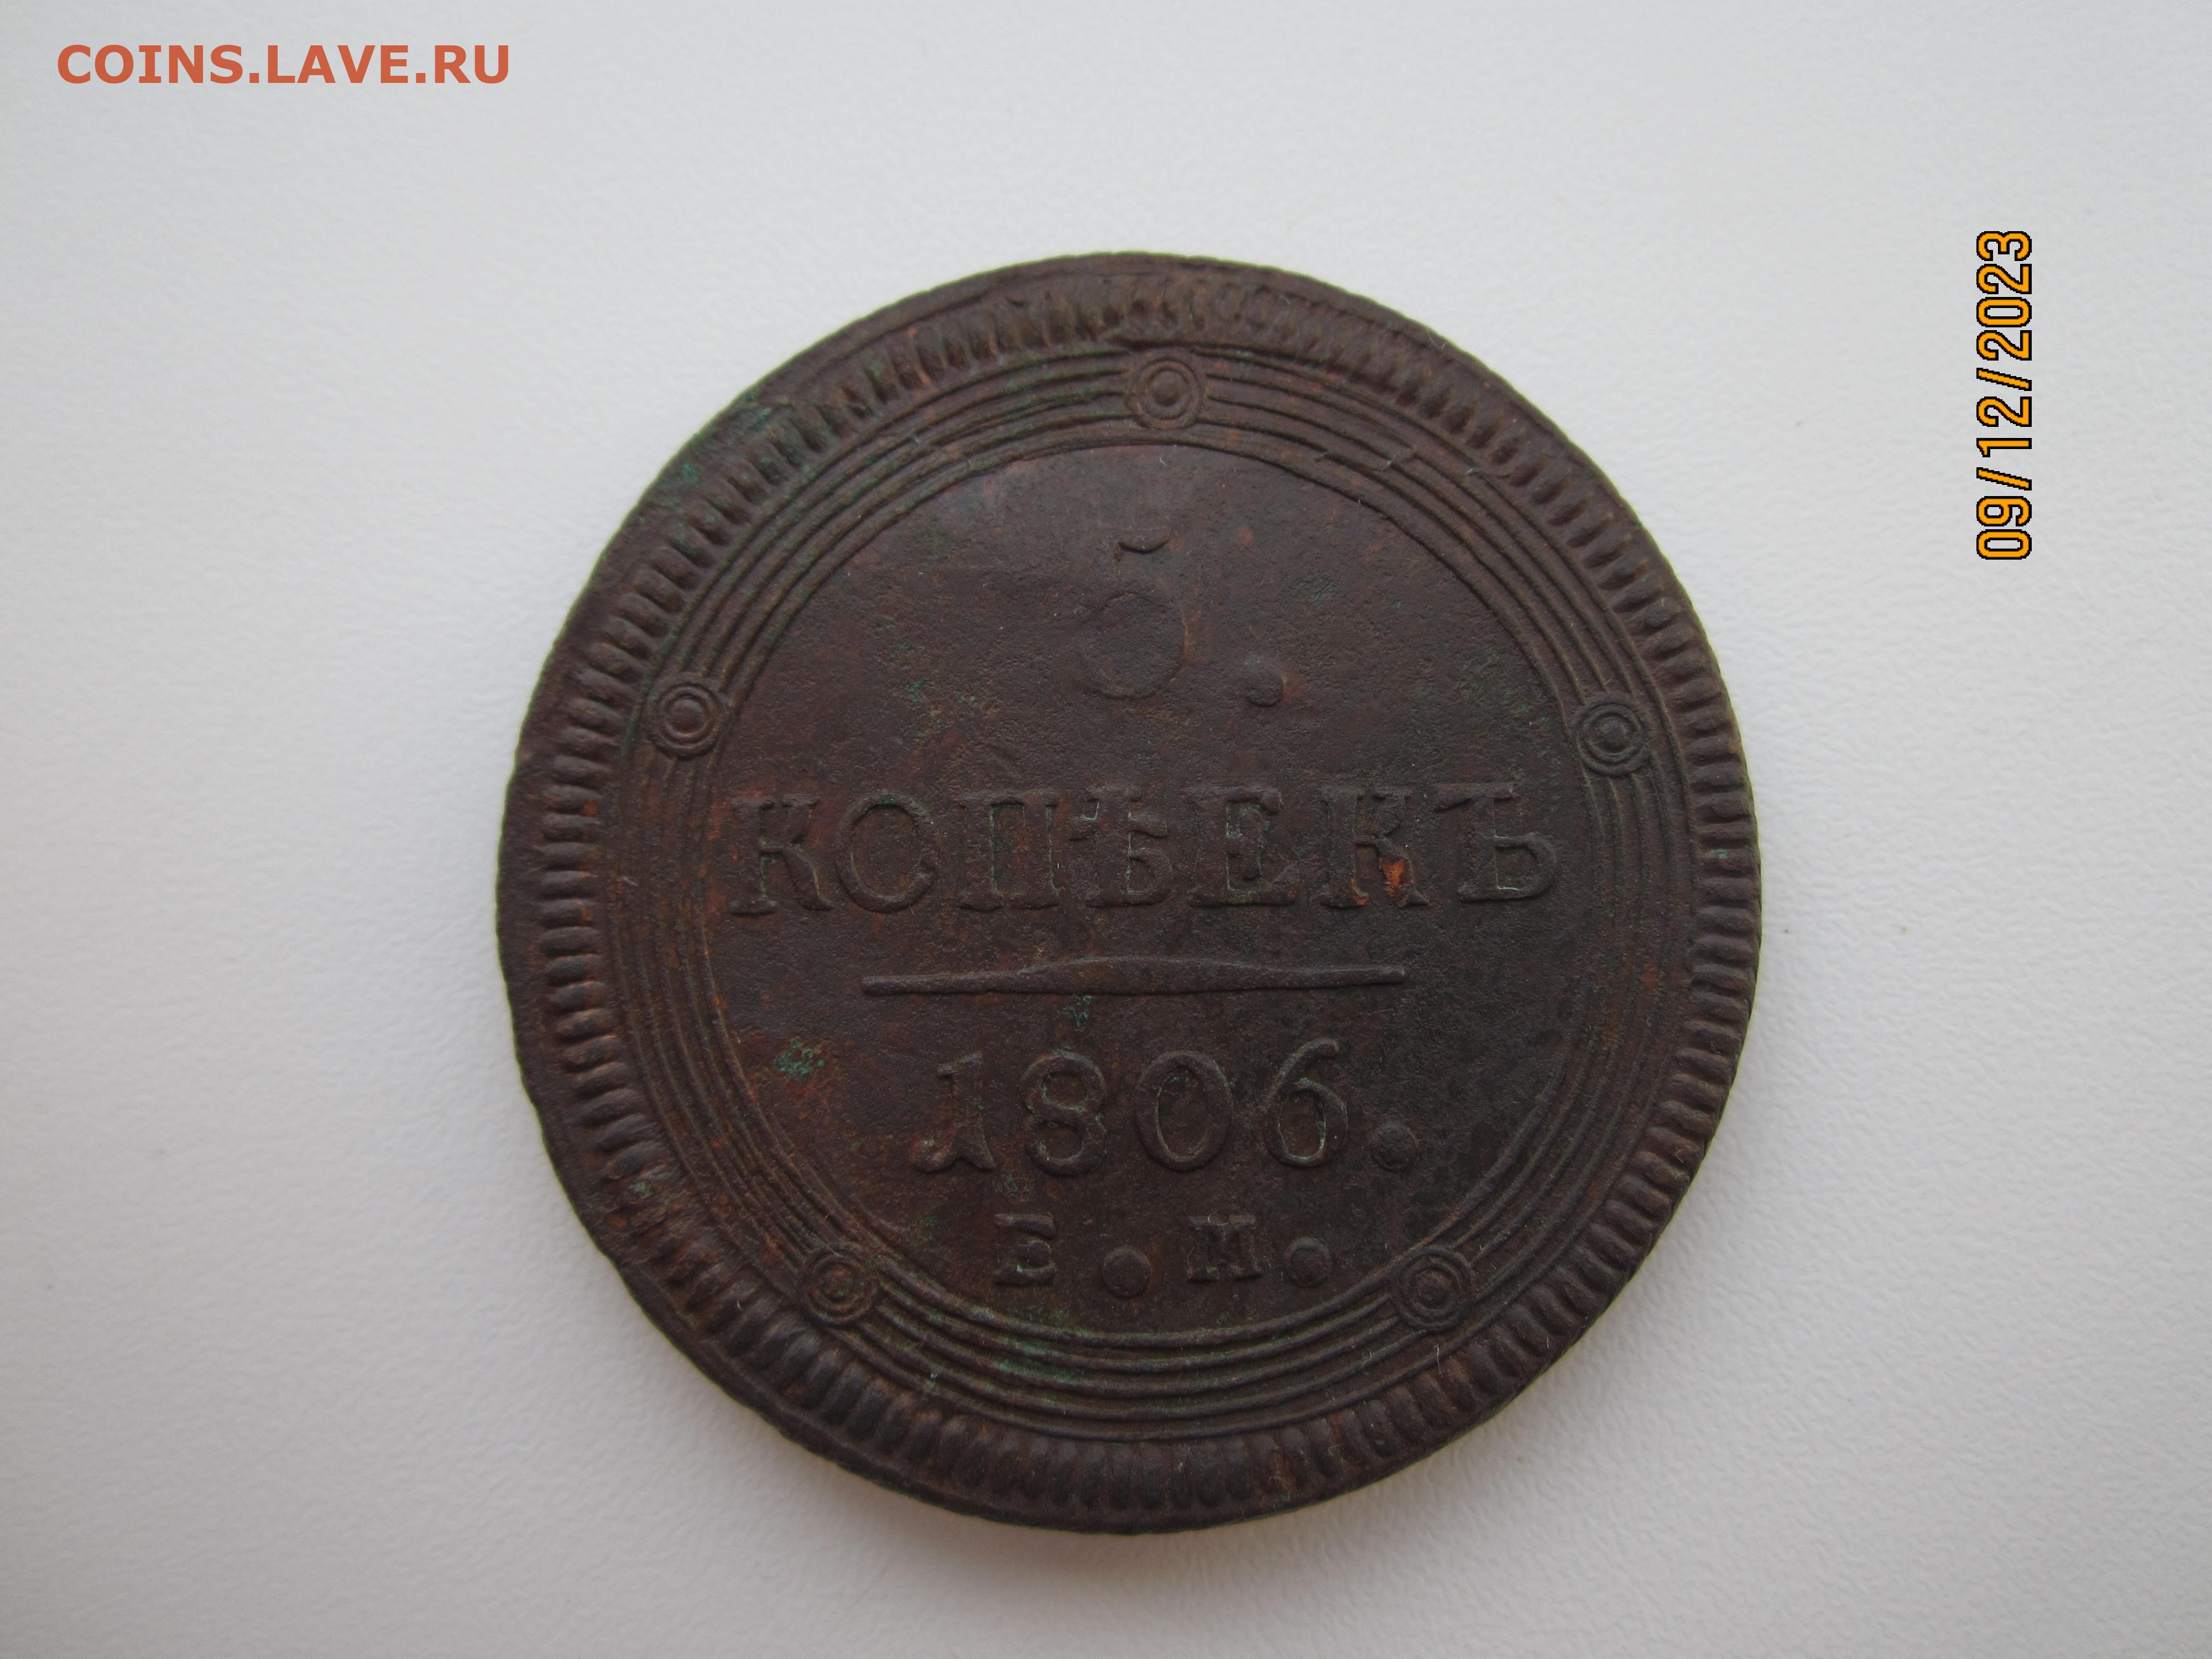 COINS.LAVE.RU
09/12/2023
5.
КОПѢЕКЪ
1806.
Е.М.